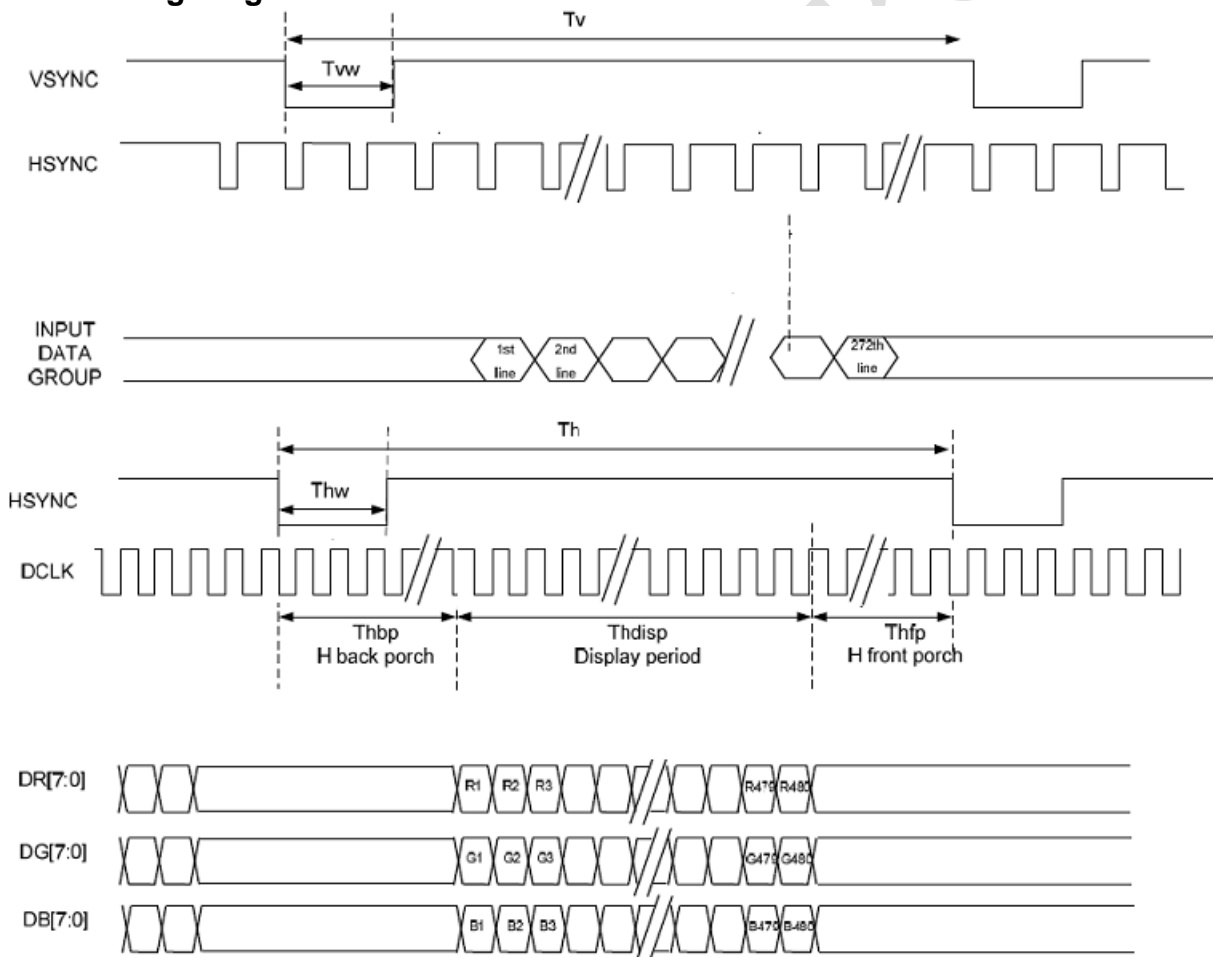 Tv
Tvw
VSYNC
HSYNC
INPUT
DATA
GROUP
1st
line
2nd
line
272th
line
Th
Thw
HSYNC
DCLK
Thbp
H back porch
Thdisp
Display period
Thfp
H front porch
DR[7:0]
R1 R2 R3 R479 R480
DG[7:0]
G1 G2 G3 G479 G480
DB[7:0]
B1 B2 B3 B479 B480